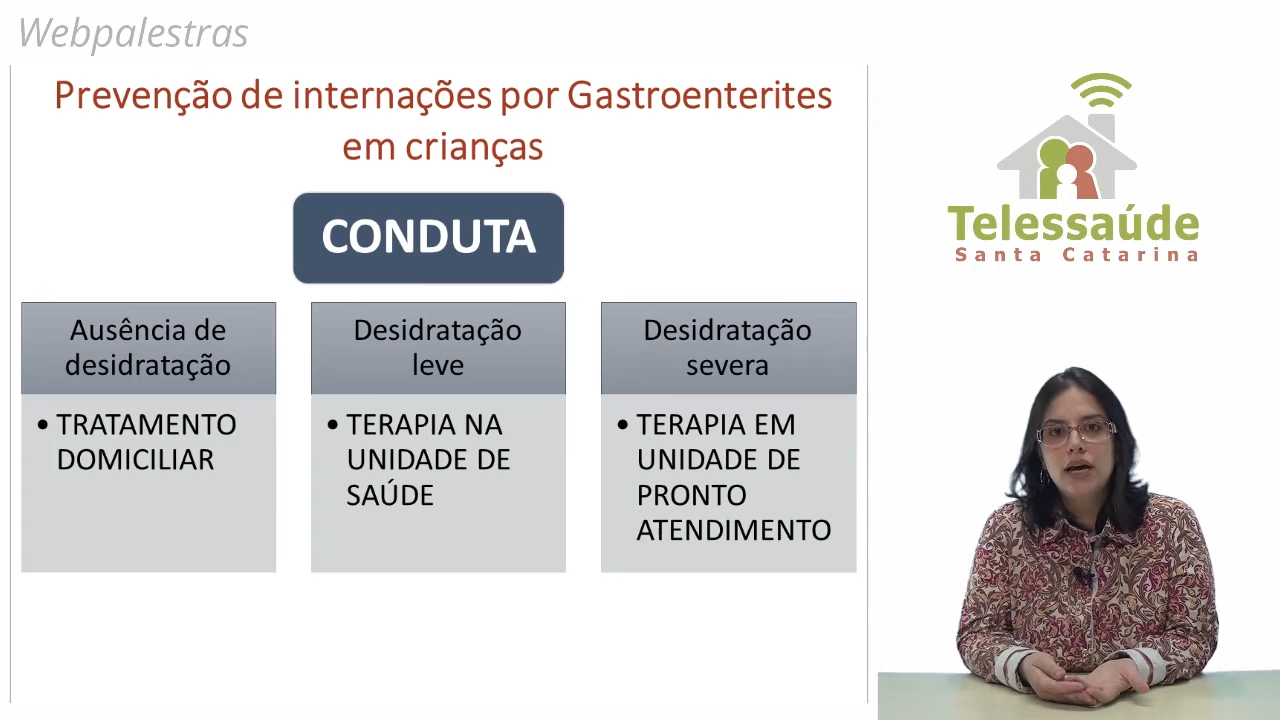 Webpalestras
Prevenção de internações por Gastroenterites
em crianças
CONDUTA
Ausência de
desidratação
• TRATAMENTO
DOMICILIAR
Desidratação
leve
• TERAPIA NA
UNIDADE DE
SAÚDE
Desidratação
severa
• TERAPIA EM
UNIDADE DE
PRONTO
ATENDIMENTO
Telessaúde
Santa Catarina